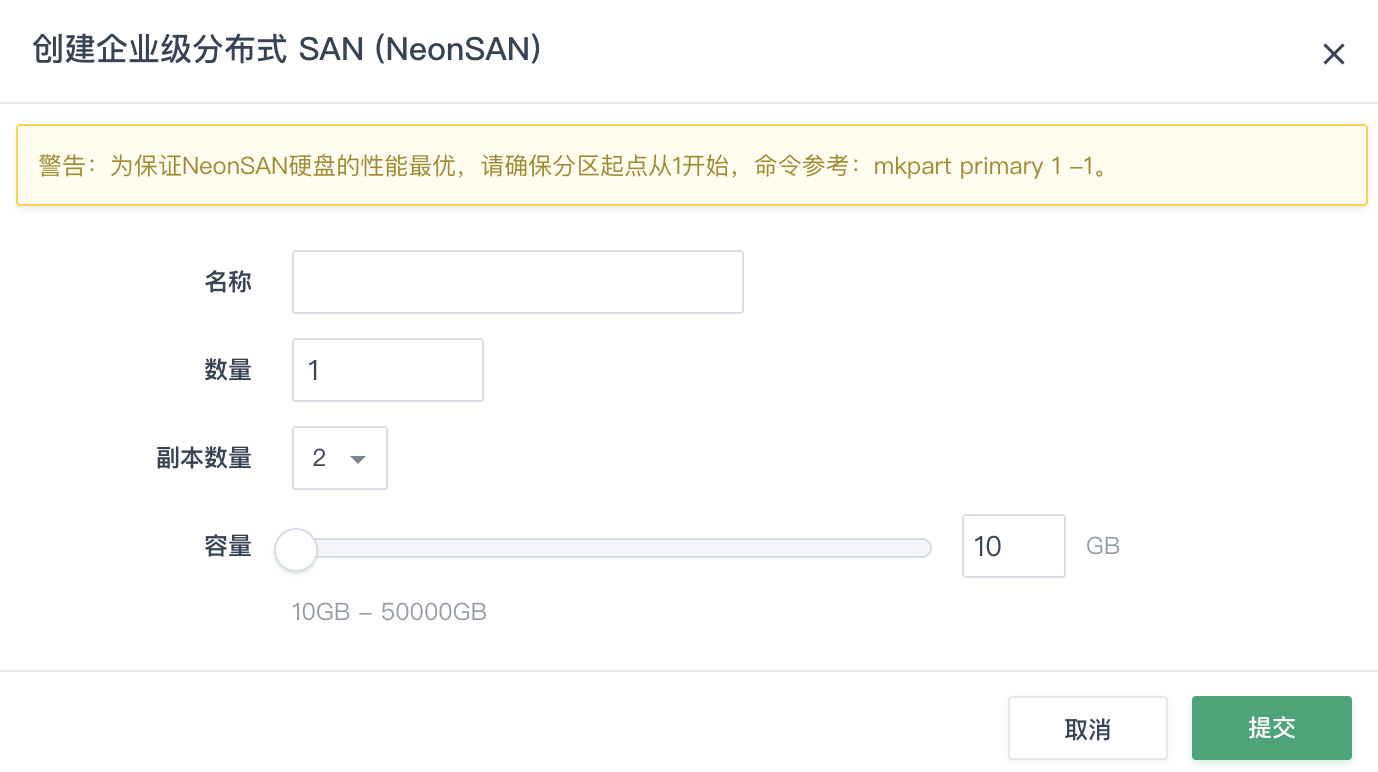 创建企业级分布式 SAN (NeonSAN)
警告：为保证NeonSAN硬盘的性能最优，请确保分区起点从1开始，命令参考：mkpart primary 1 -1。
名称
数量 1
副本数量 2
容量 10 GB
10GB – 50000GB
取消 提交